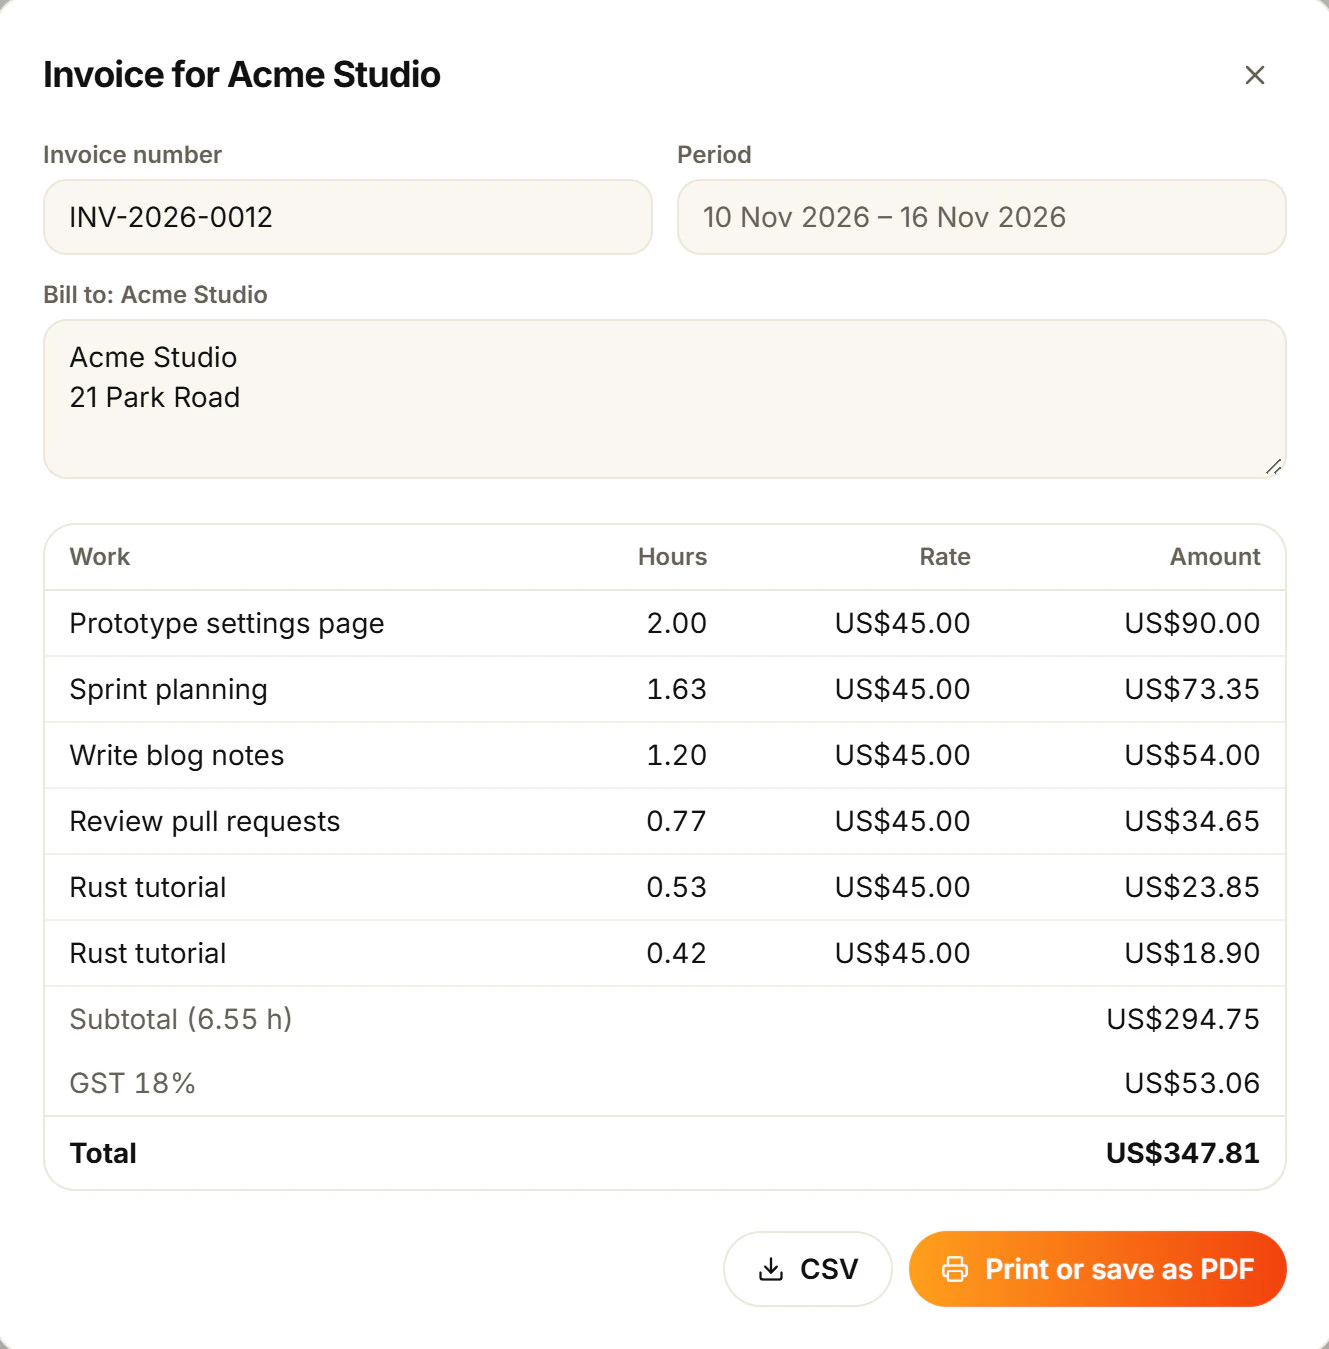 Invoice for Acme Studio
Invoice number
Period
INV-2026-0012
10 Nov 2026 – 16 Nov 2026
Bill to: Acme Studio
Acme Studio
21 Park Road
Work Hours Rate Amount
Prototype settings page 2.00 US$45.00 US$90.00
Sprint planning 1.63 US$45.00 US$73.35
Write blog notes 1.20 US$45.00 US$54.00
Review pull requests 0.77 US$45.00 US$34.65
Rust tutorial 0.53 US$45.00 US$23.85
Rust tutorial 0.42 US$45.00 US$18.90
Subtotal (6.55 h) US$294.75
GST 18% US$53.06
Total US$347.81
CSV
Print or save as PDF